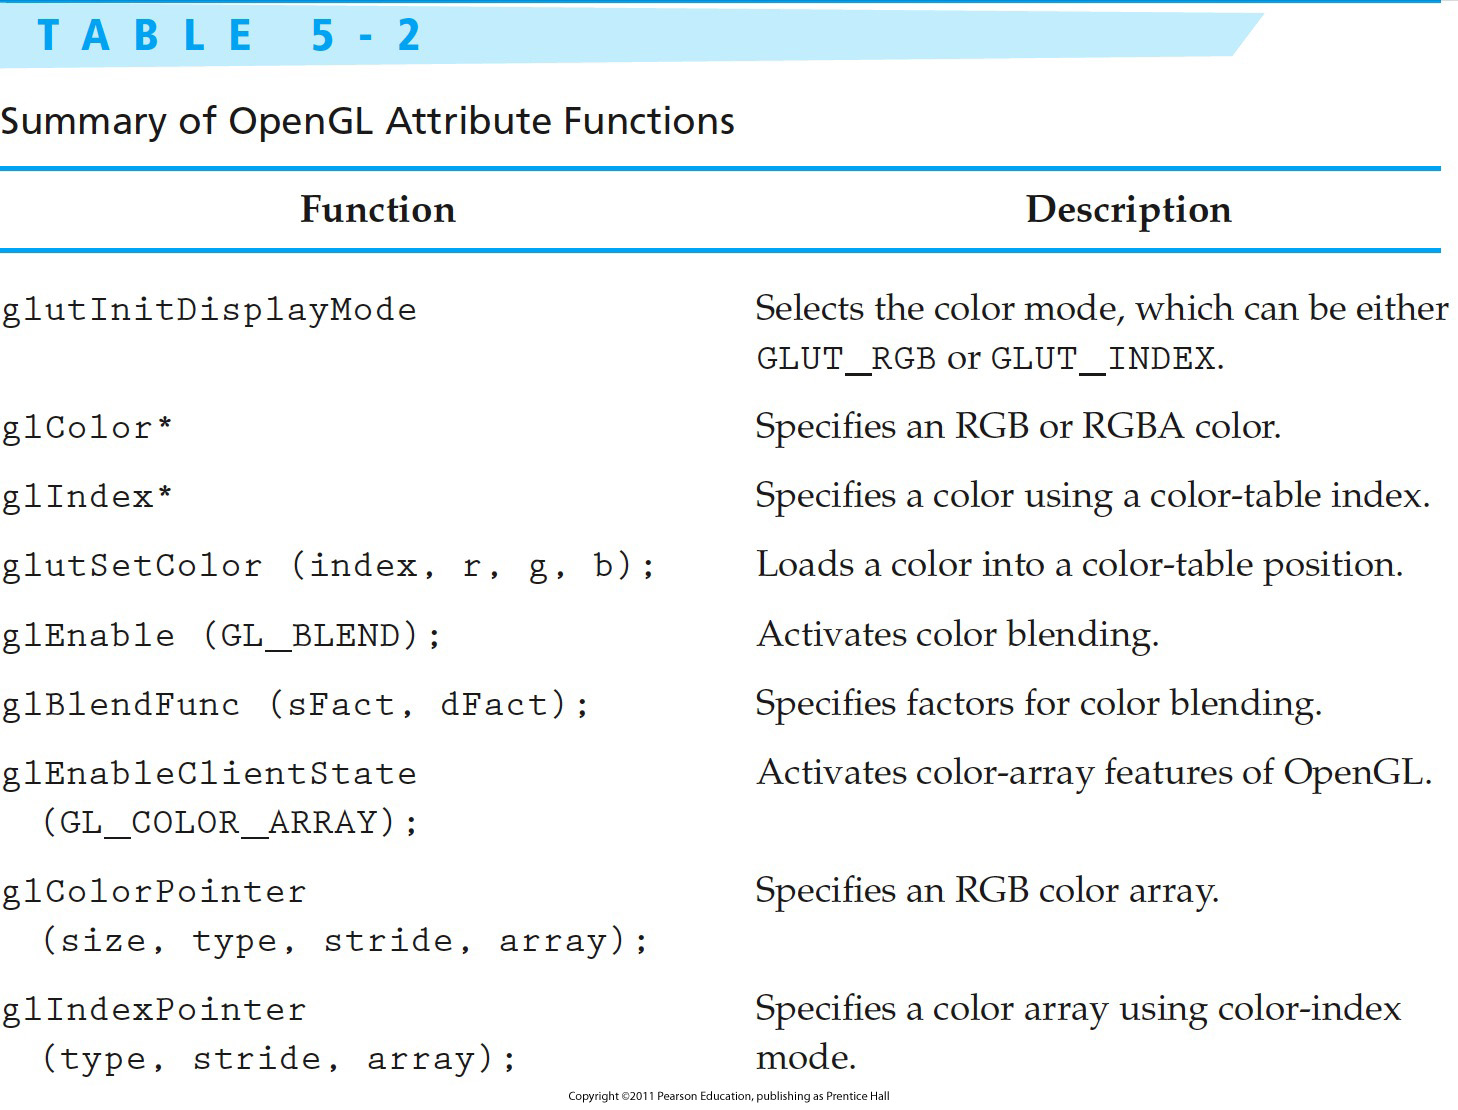 TABLE 5-2
Summary of OpenGL Attribute Functions
Function Description
glutInitDisplayMode Selects the color mode, which can be either
GLUT_RGB or GLUT_INDEX.
glColor* Specifies an RGB or RGBA color.
glIndex* Specifies a color using a color-table index.
glutSetColor (index, r, g, b); Loads a color into a color-table position.
glEnable (GL_BLEND); Activates color blending.
glBlendFunc (sFact, dFact); Specifies factors for color blending.
glEnableClientState Activates color-array features of OpenGL.
(GL_COLOR_ARRAY);
glColorPointer Specifies an RGB color array.
(size, type, stride, array);
glIndexPointer Specifies a color array using color-index
(type, stride, array); mode.
Copyright ©2011 Pearson Education, publishing as Prentice Hall